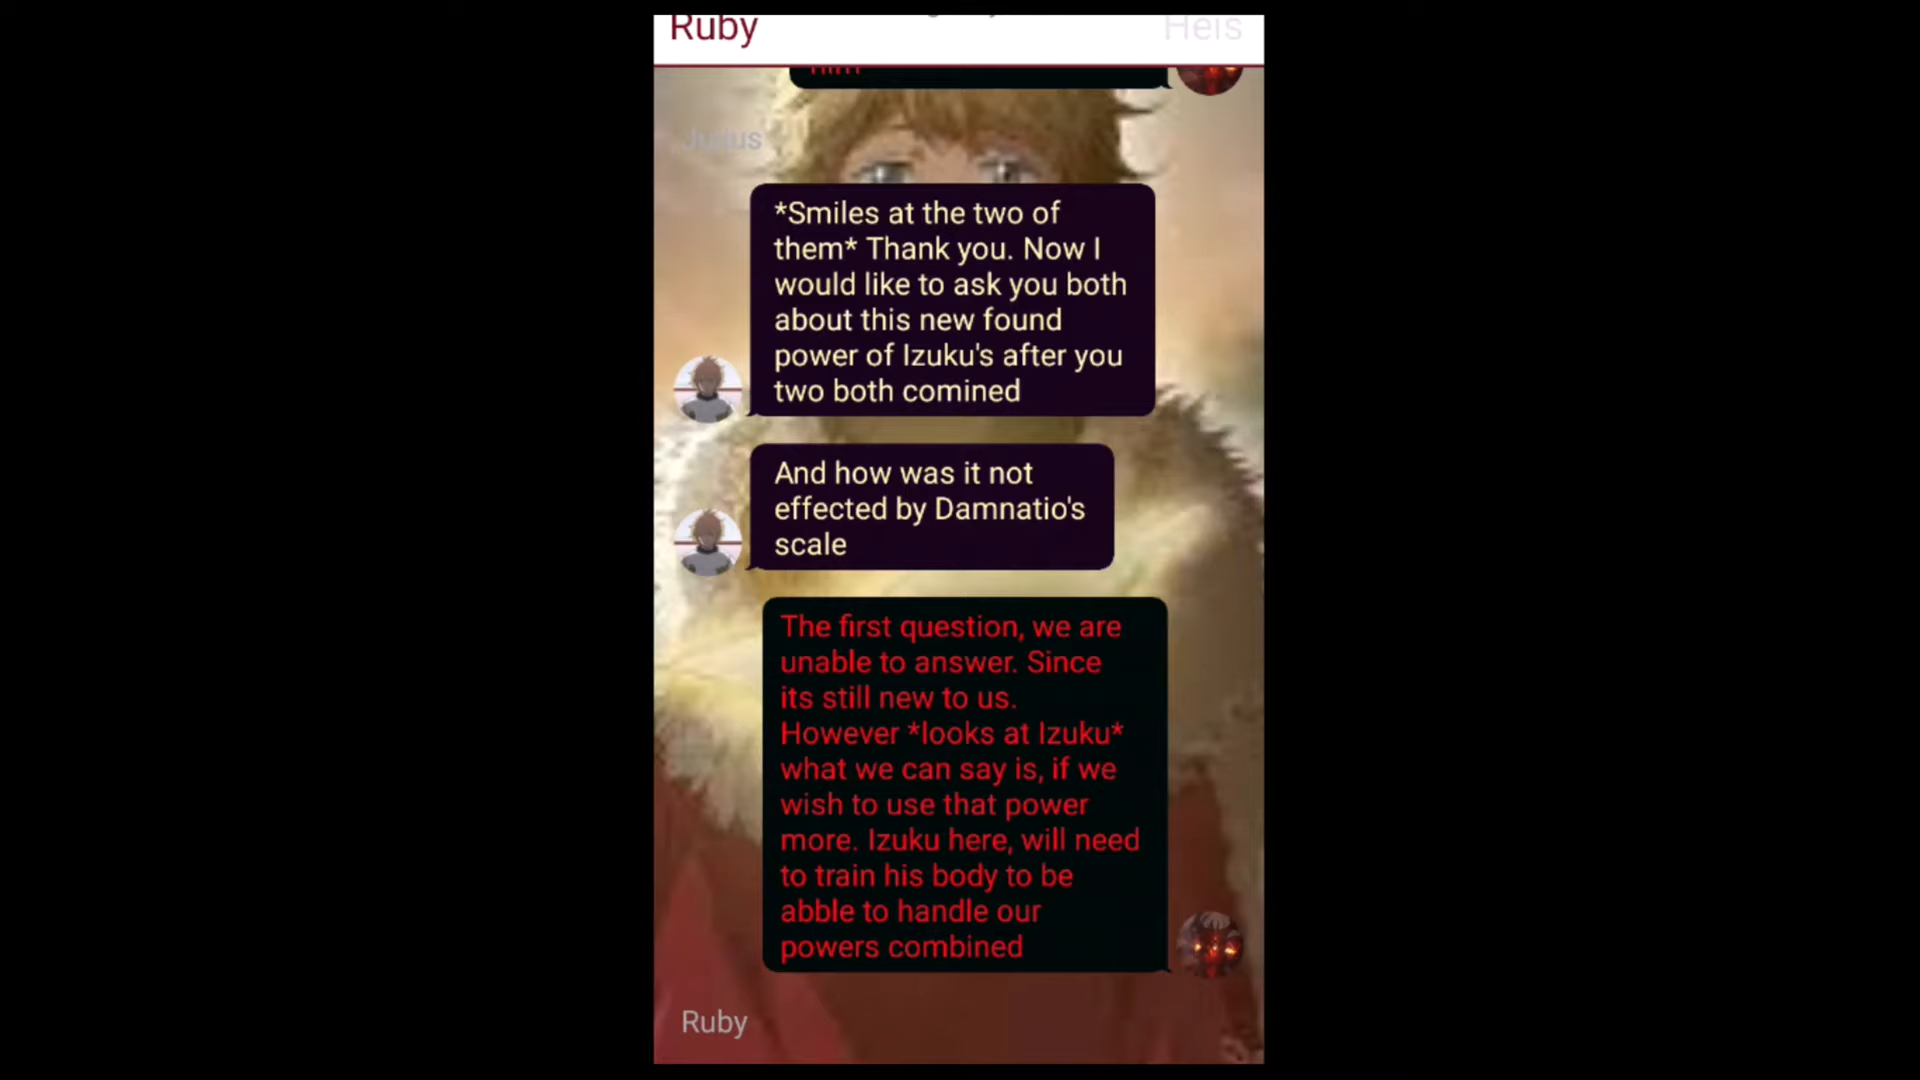 Ruby
Heis
him
Julius
*Smiles at the two of
them* Thank you. Now I
would like to ask you both
about this new found
power of Izuku's after you
two both comined
And how was it not
effected by Damnatio's
scale
The first question, we are
unable to answer. Since
its still new to us.
However *looks at Izuku*
what we can say is, if we
wish to use that power
more. Izuku here, will need
to train his body to be
abble to handle our
powers combined
Ruby